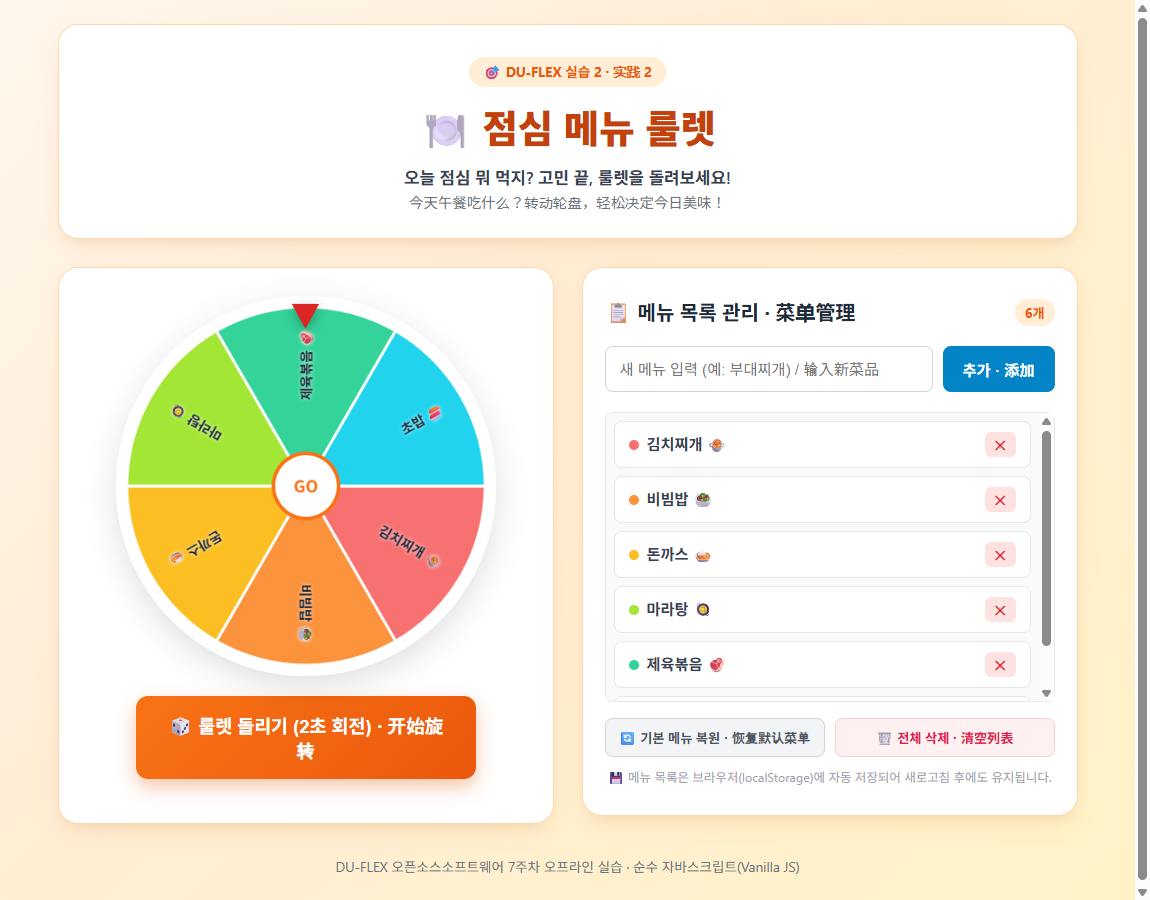 🎯 DU-FLEX 실습 2 · 实践 2
🍽️ 점심 메뉴 룰렛
오늘 점심 뭐 먹지? 고민 끝, 룰렛을 돌려보세요!
今天午餐吃什么？转动轮盘，轻松决定今日美味！
제육볶음 🥩
초밥 🍣
마라탕 🥘
GO
김치찌개 🍲
돈까스 🍛
비빔밥 🥗
🎲 룰렛 돌리기 (2초 회전) · 开始旋
转
📋 메뉴 목록 관리 · 菜单管理
6개
새 메뉴 입력 (예: 부대찌개) / 输入新菜品
추가 · 添加
김치찌개 🍲
비빔밥 🥗
돈까스 🍛
마라탕 🥘
제육볶음 🥩
🔄 기본 메뉴 복원 · 恢复默认菜单
🗑️ 전체 삭제 · 清空列表
💾 메뉴 목록은 브라우저(localStorage)에 자동 저장되어 새로고침 후에도 유지됩니다.
DU-FLEX 오픈소스소프트웨어 7주차 오프라인 실습 · 순수 자바스크립트(Vanilla JS)